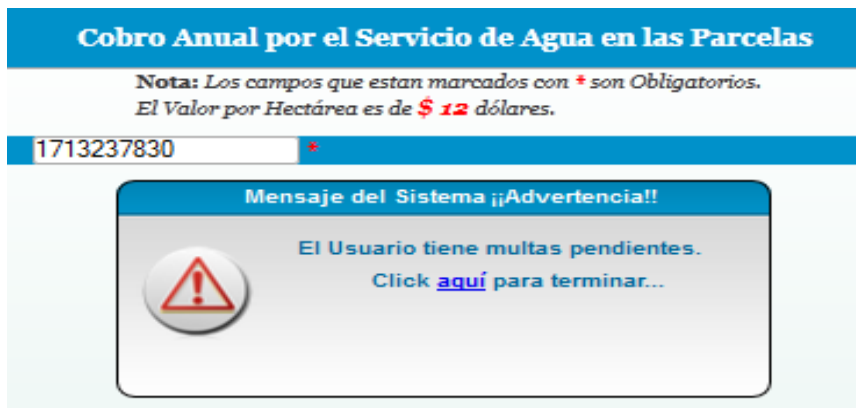 Cobro Anual por el Servicio de Agua en las Parcelas
Nota: Los campos que estan marcados con * son Obligatorios.
El Valor por Hectárea es de $ 12 dólares.
1713237830 *
Mensaje del Sistema ¡¡Advertencia!!
El Usuario tiene multas pendientes.
Click aquí para terminar...